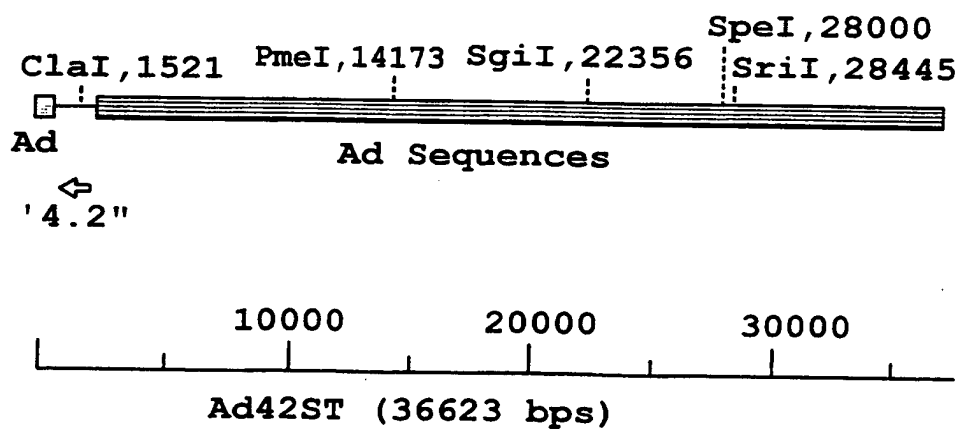 SpeI,28000
ClaI,1521 PmeI,14173 SgiI,22356 SriI,28445
Ad Ad Sequences
'4.2"
10000 20000 30000
Ad42ST (36623 bps)